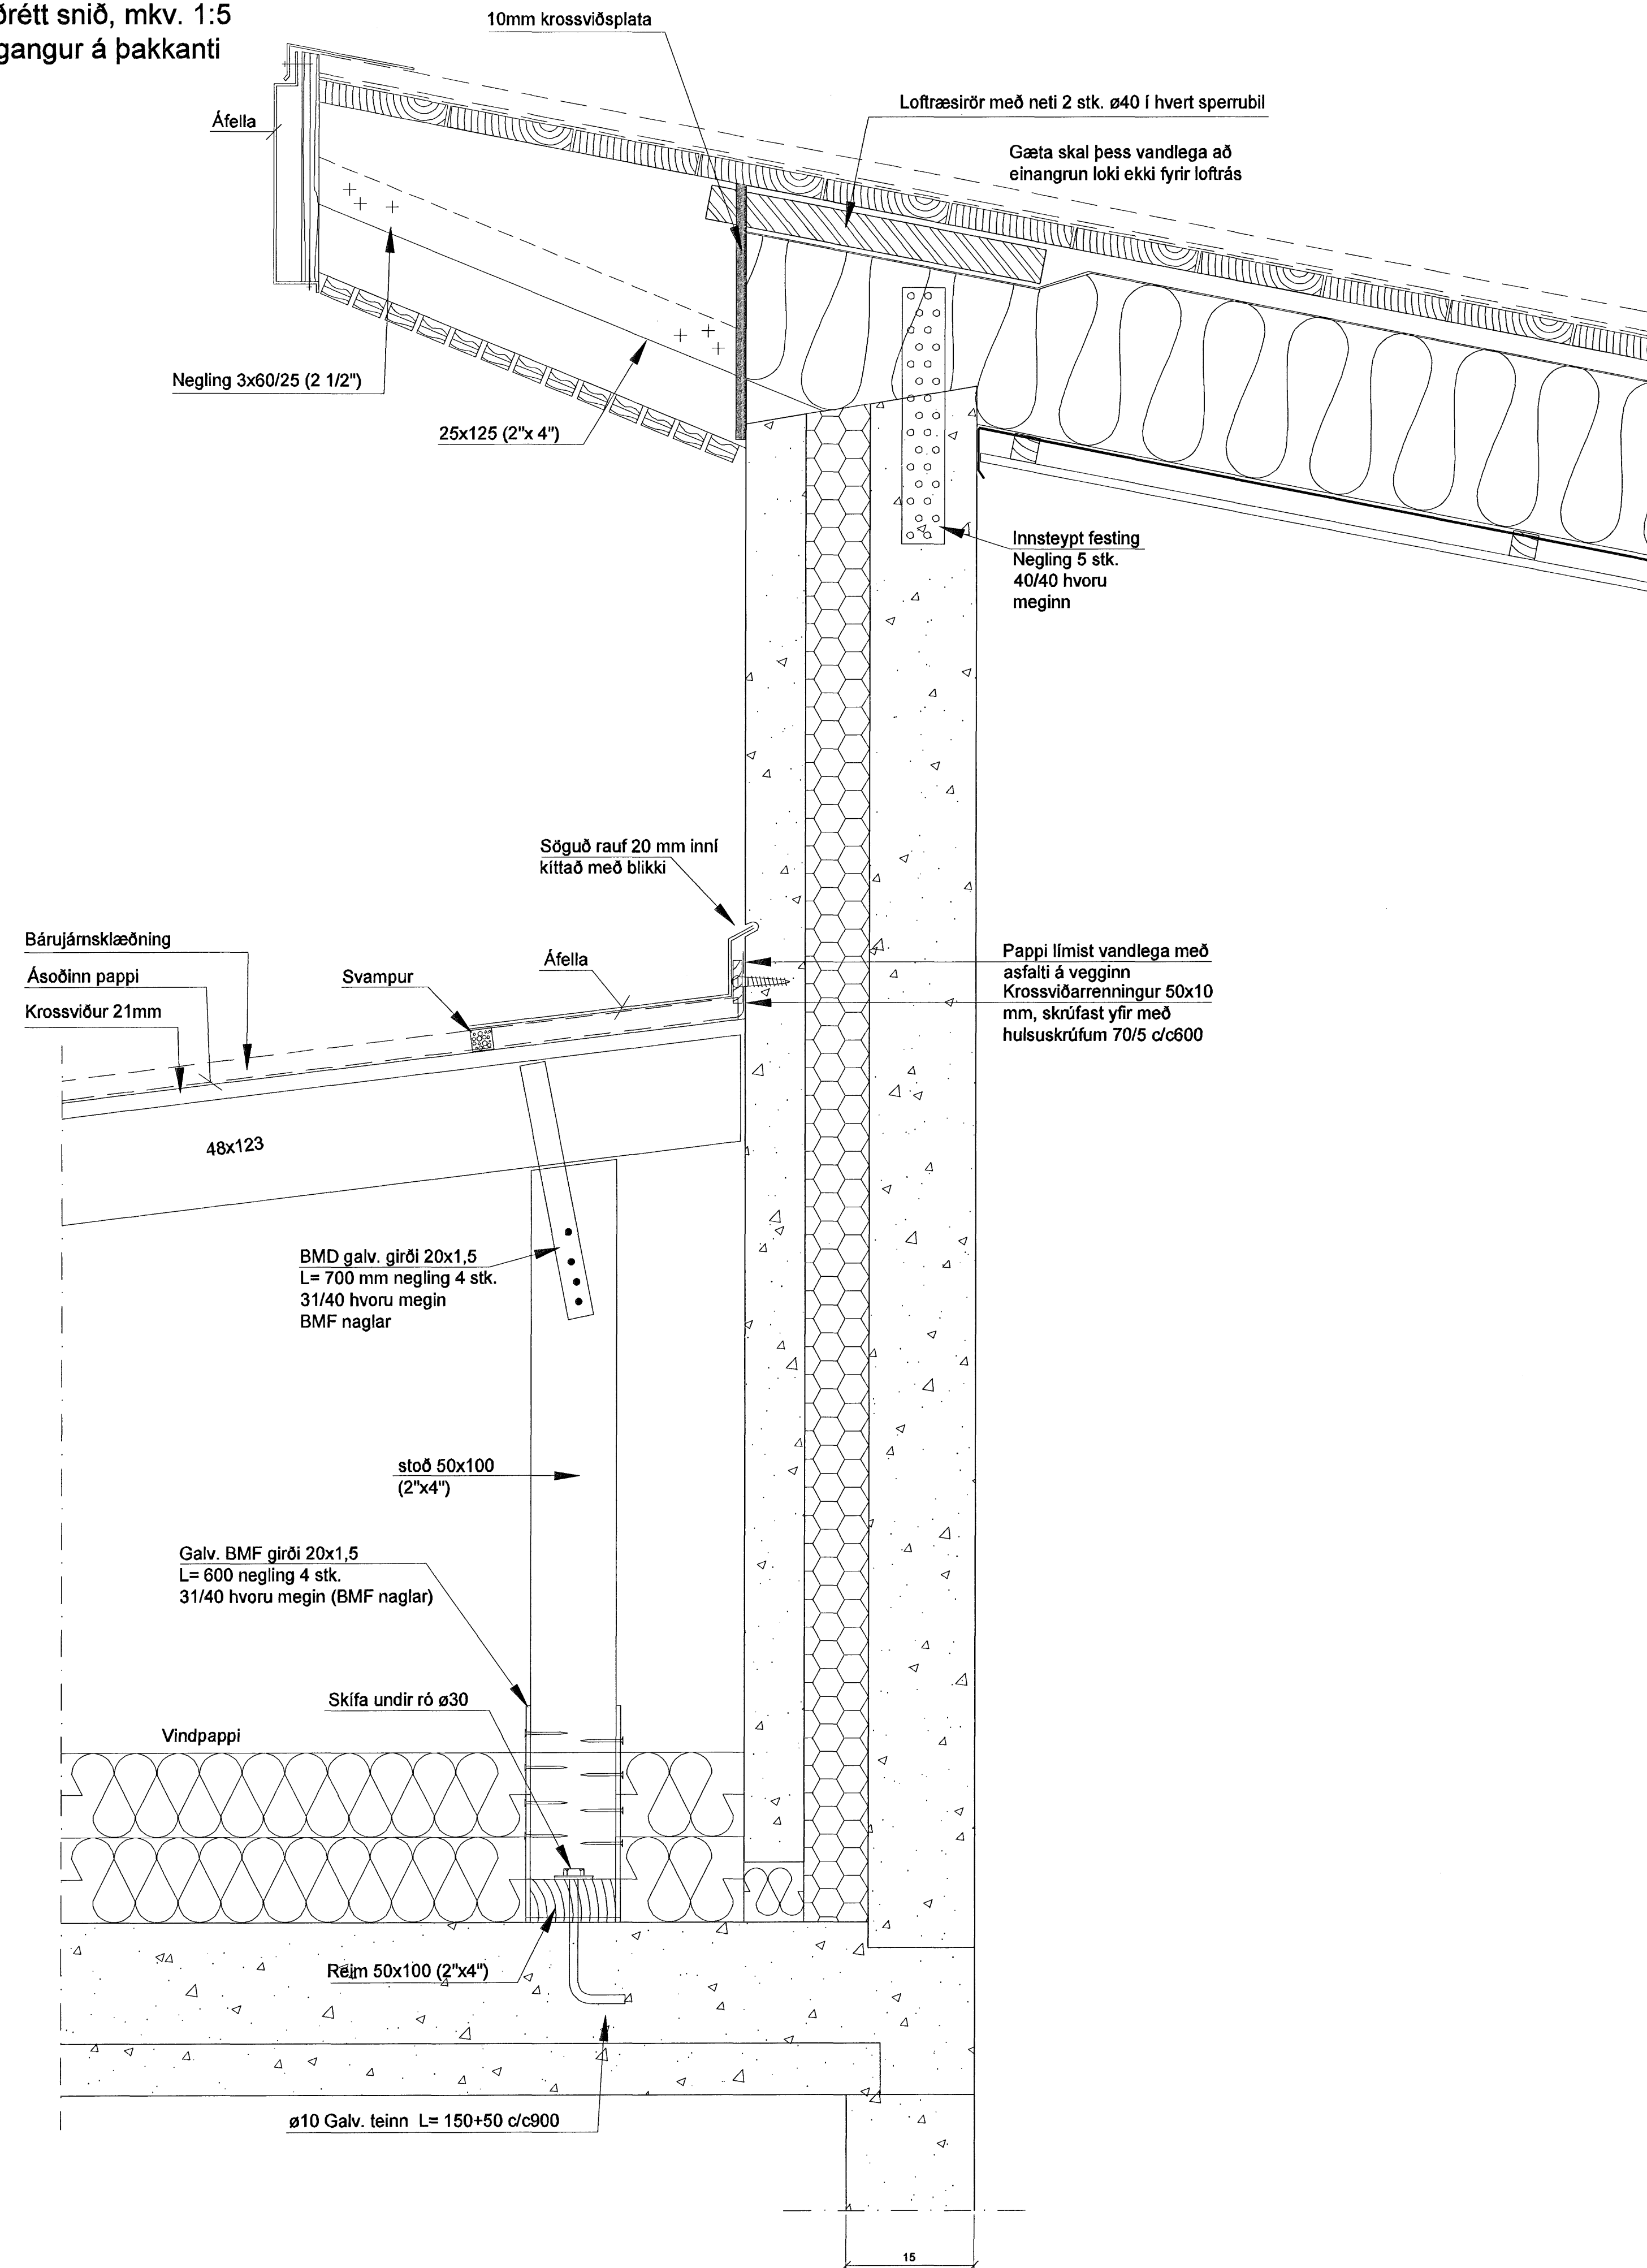 ðrétt snið, mkv. 1:5
gangur á þakkanti
10mm krossviðsplata
Áfella
Loftræsirör með neti 2 stk. ø40 í hvert sperrubil
Gæta skal þess vandlega að
einangrun loki ekki fyrir loftrás
Negling 3x60/25 (2 1/2")
25x125 (2"x 4")
Innsteypt festing
Negling 5 stk.
40/40 hvoru
meginn
Söguð rauf 20 mm inní
kíttað með blikki
Bárujárnsklæðning
Ásoðinn pappi
Krossviður 21mm
Svampur
Áfella
Pappi límist vandlega með
asfalti á vegginn
Krossviðarrenningur 50x10
mm, skrúfast yfir með
hulsuskrúfum 70/5 c/c600
48x123
BMD galv. girði 20x1,5
L= 700 mm negling 4 stk.
31/40 hvoru megin
BMF naglar
stoð 50x100
(2"x4")
Galv. BMF girði 20x1,5
L= 600 negling 4 stk.
31/40 hvoru megin (BMF naglar)
Skífa undir ró ø30
Vindpappi
Reim 50x100 (2"x4")
ø10 Galv. teinn L= 150+50 c/c900
15